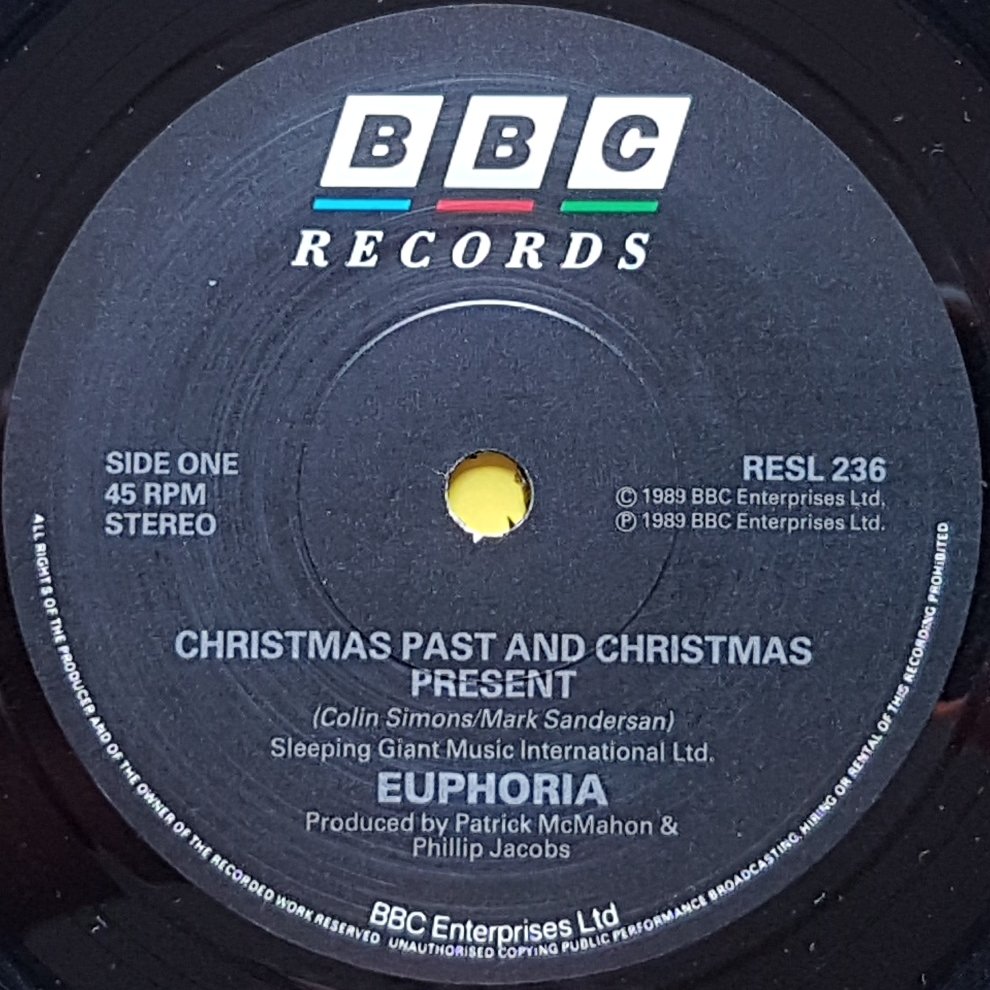 BBC
RECORDS
SIDE ONE
45 RPM
STEREO
RESL 236
© 1989 BBC Enterprises Ltd.
℗ 1989 BBC Enterprises Ltd.
CHRISTMAS PAST AND CHRISTMAS
PRESENT
(Colin Simons/Mark Sandersan)
Sleeping Giant Music International Ltd.
EUPHORIA
Produced by Patrick McMahon &
Phillip Jacobs
BBC Enterprises Ltd
ALL RIGHTS OF THE PRODUCER AND OF THE OWNER OF THE RECORDED WORK RESERVED UNAUTHORISED COPYING PUBLIC PERFORMANCE BROADCASTING, HIRING OR RENTAL OF THIS RECORDING PROHIBITED